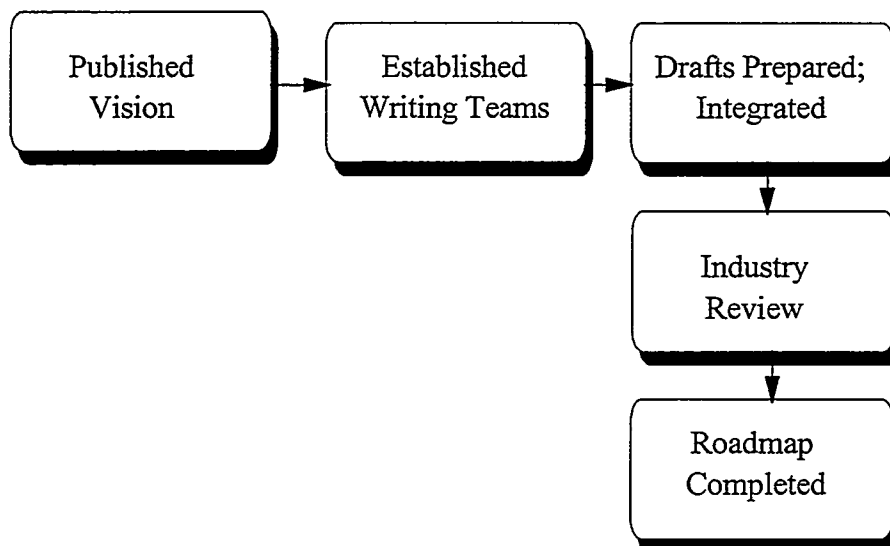 Published
Vision
Established
Writing Teams
Drafts Prepared;
Integrated
Industry
Review
Roadmap
Completed